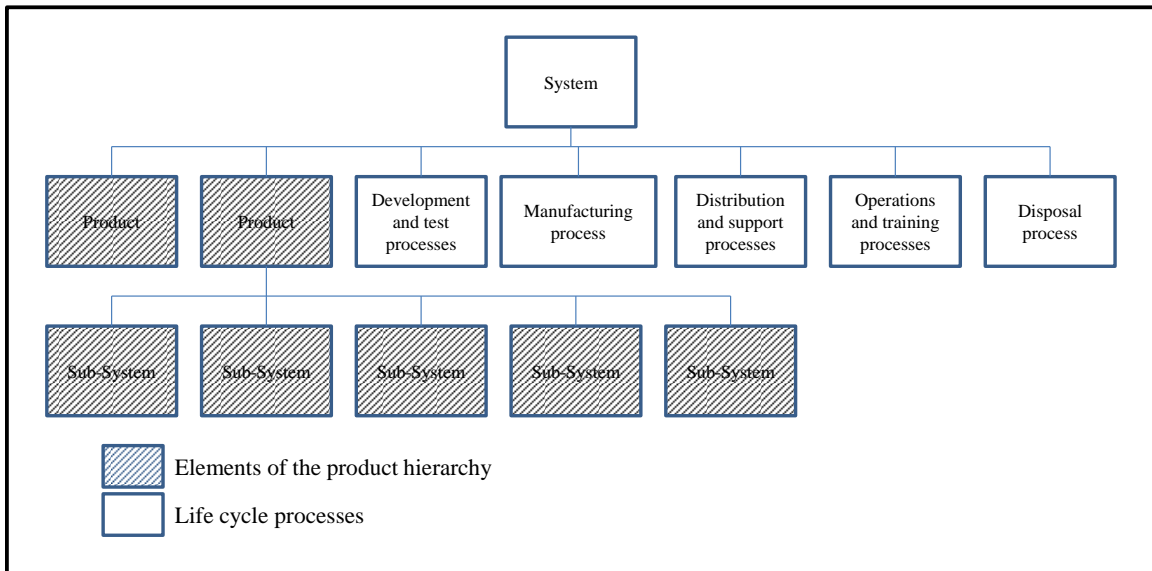 System
Product
Product
Development
and test
processes
Manufacturing
process
Distribution
and support
processes
Operations
and training
processes
Disposal
process
Sub-System
Sub-System
Sub-System
Sub-System
Sub-System
Elements of the product hierarchy
Life cycle processes